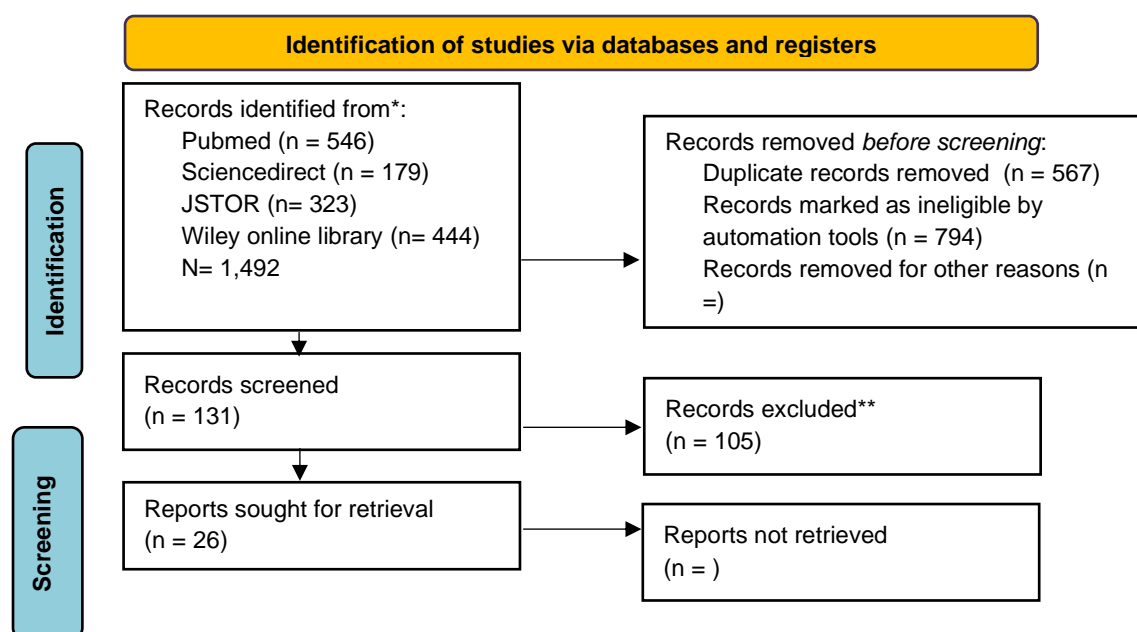 Identification of studies via databases and registers
Identification
Records identified from*:
Pubmed (n = 546)
Sciencedirect (n = 179)
JSTOR (n= 323)
Wiley online library (n= 444)
N= 1,492
Records removed before screening:
Duplicate records removed  (n = 567)
Records marked as ineligible by
automation tools (n = 794)
Records removed for other reasons (n
=)
Records screened
(n = 131)
Records excluded**
(n = 105)
Screening
Reports sought for retrieval
(n = 26)
Reports not retrieved
(n = )